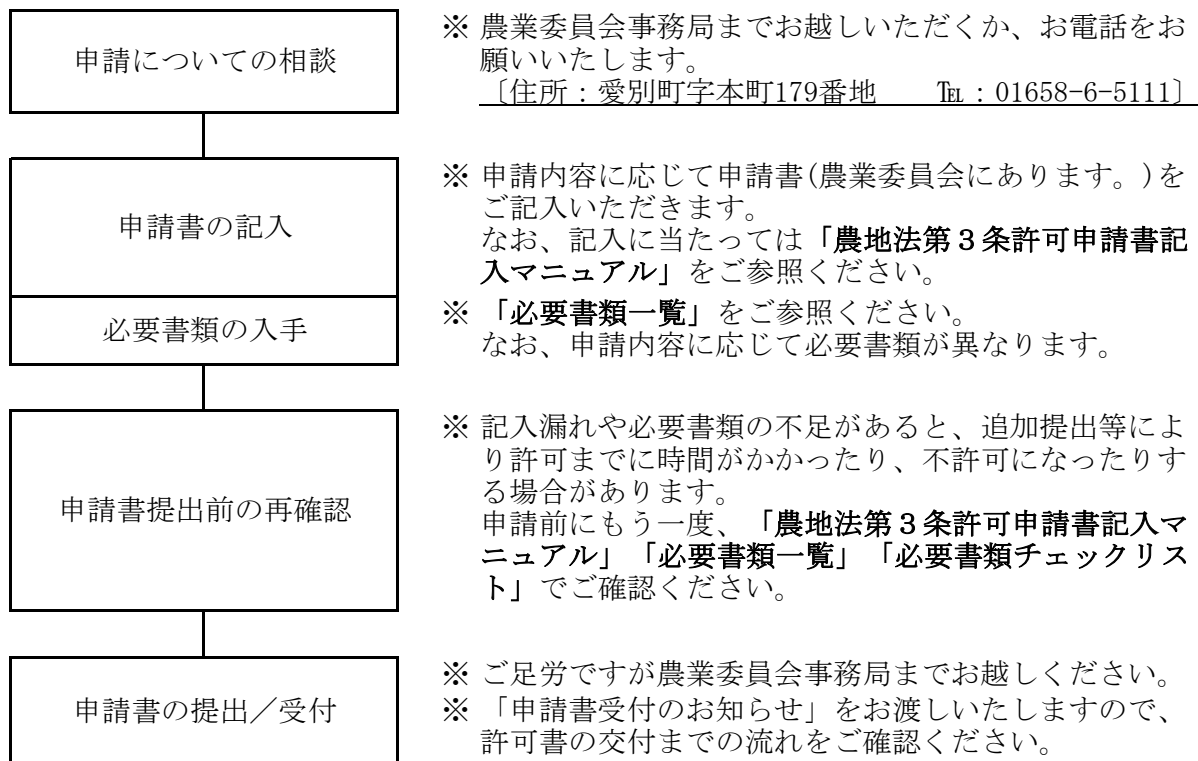 申請についての相談
※ 農業委員会事務局までお越しいただくか、お電話をお
願いいたします。
〔住所：愛別町字本町179番地　　℡：01658-6-5111〕
申請書の記入
※ 申請内容に応じて申請書(農業委員会にあります。)を
ご記入いただきます。
なお、記入に当たっては「農地法第３条許可申請書記
入マニュアル」をご参照ください。
必要書類の入手
※ 「必要書類一覧」をご参照ください。
なお、申請内容に応じて必要書類が異なります。
申請書提出前の再確認
※ 記入漏れや必要書類の不足があると、追加提出等によ
り許可までに時間がかかったり、不許可になったりす
る場合があります。
申請前にもう一度、「農地法第３条許可申請書記入マ
ニュアル」「必要書類一覧」「必要書類チェックリス
ト」でご確認ください。
申請書の提出／受付
※ ご足労ですが農業委員会事務局までお越しください。
※ 「申請書受付のお知らせ」をお渡しいたしますので、
許可書の交付までの流れをご確認ください。